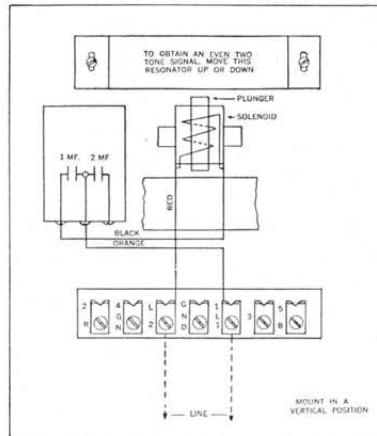 TO OBTAIN AN EVEN TWO
TONE SIGNAL, MOVE THIS
RESONATOR UP OR DOWN
PLUNGER
SOLENOID
1 MF. 2 MF.
RED
BLACK
ORANGE
2 R
4 G N
L 2
G N D
1 L 1
3
5 B
LINE
MOUNT IN A
VERTICAL POSITION